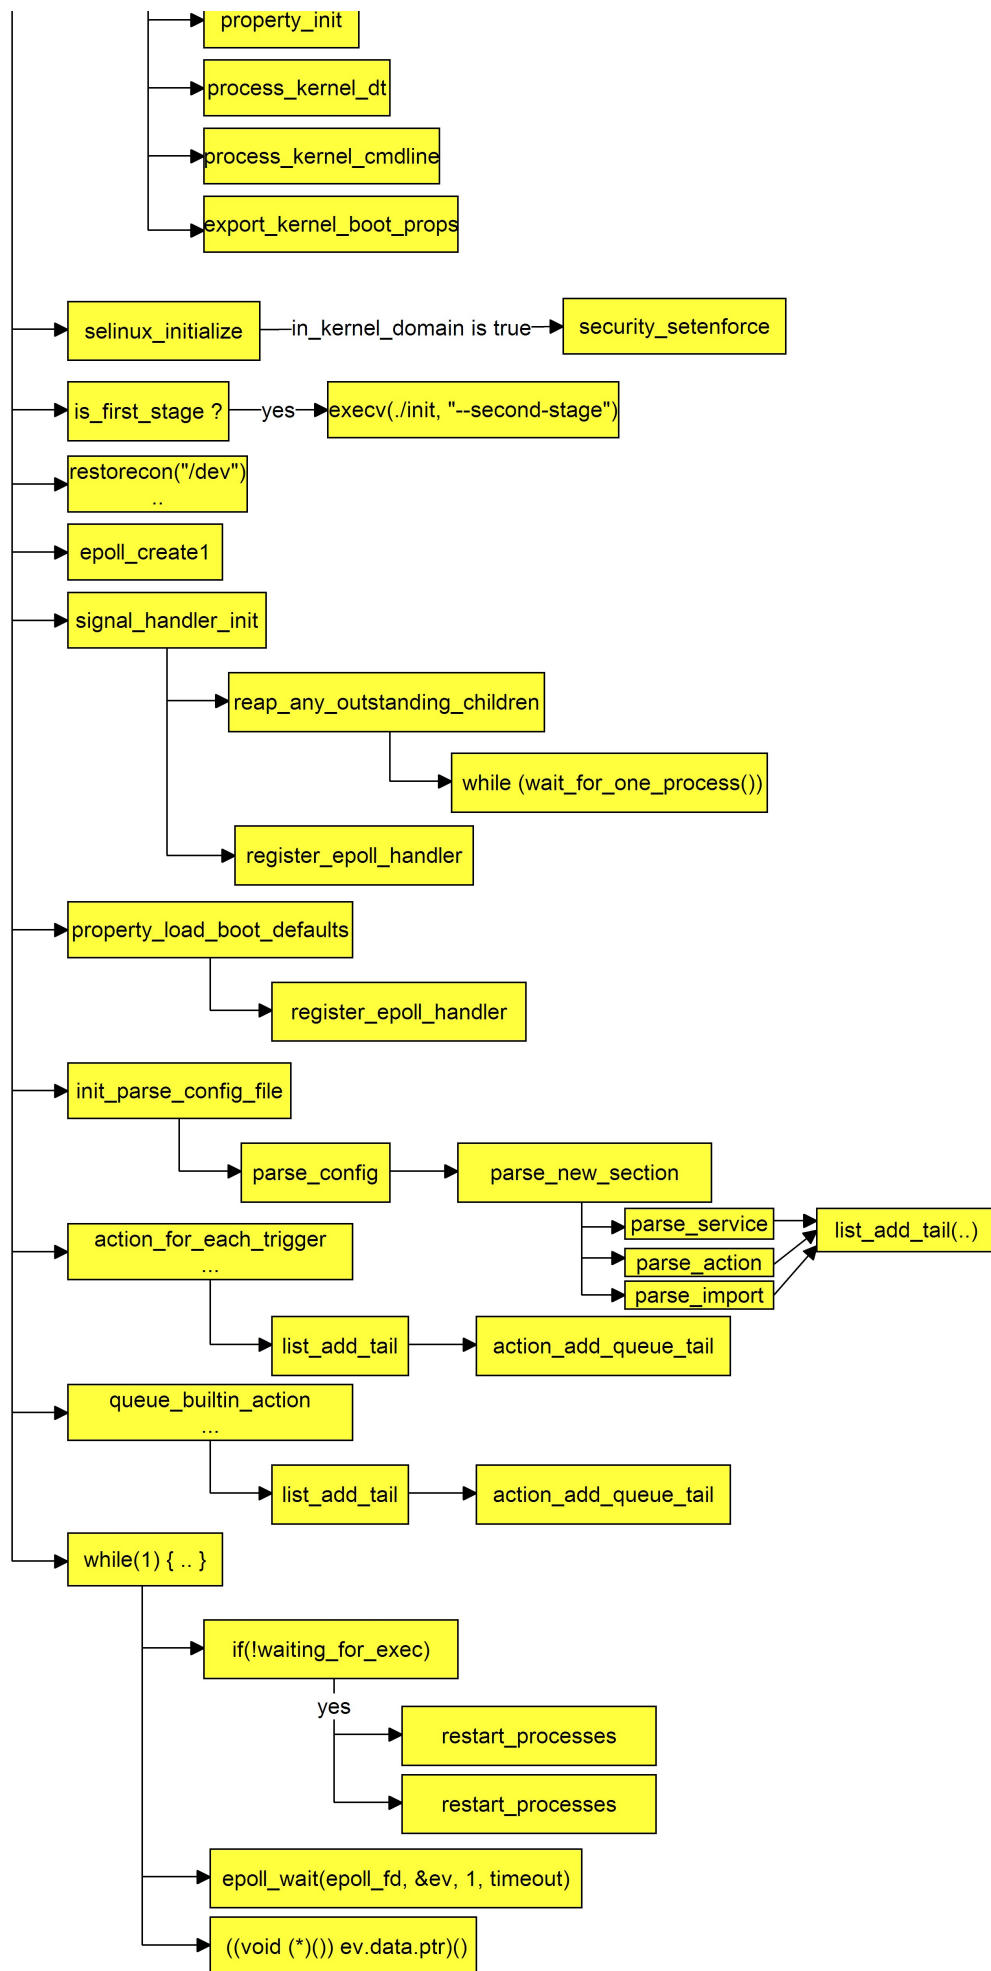 property_init
process_kernel_dt
process_kernel_cmdline
export_kernel_boot_props
selinux_initialize
in_kernel_domain is true
security_setenforce
is_first_stage ?
yes
execv(./init, "--second-stage")
restorecon("/dev")
..
epoll_create1
signal_handler_init
reap_any_outstanding_children
while (wait_for_one_process())
register_epoll_handler
property_load_boot_defaults
register_epoll_handler
init_parse_config_file
parse_config
parse_new_section
parse_service
list_add_tail(..)
parse_action
parse_import
action_for_each_trigger
...
list_add_tail
action_add_queue_tail
queue_builtin_action
...
list_add_tail
action_add_queue_tail
while(1) { .. }
if(!waiting_for_exec)
yes
restart_processes
restart_processes
epoll_wait(epoll_fd, &ev, 1, timeout)
((void (*)()) ev.data.ptr)()